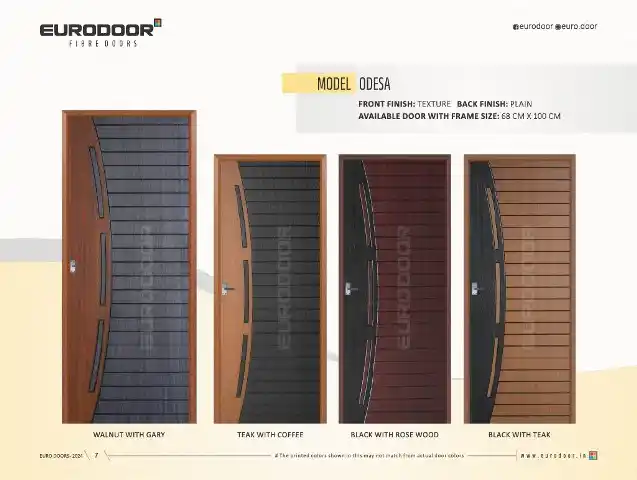 EURODOOR
FIBRE DOORS
eurodoor euro.door
MODEL ODESA
FRONT FINISH: TEXTURE BACK FINISH: PLAIN
AVAILABLE DOOR WITH FRAME SIZE: 68 CM X 100 CM
EURODOOR
EURODOOR
EURODOOR
EURODOOR
WALNUT WITH GARY
TEAK WITH COFFEE
BLACK WITH ROSE WOOD
BLACK WITH TEAK
EURO DOORS-2024
7
# The printed colors shown in this may not match from actual door colors
www.eurodoor.in